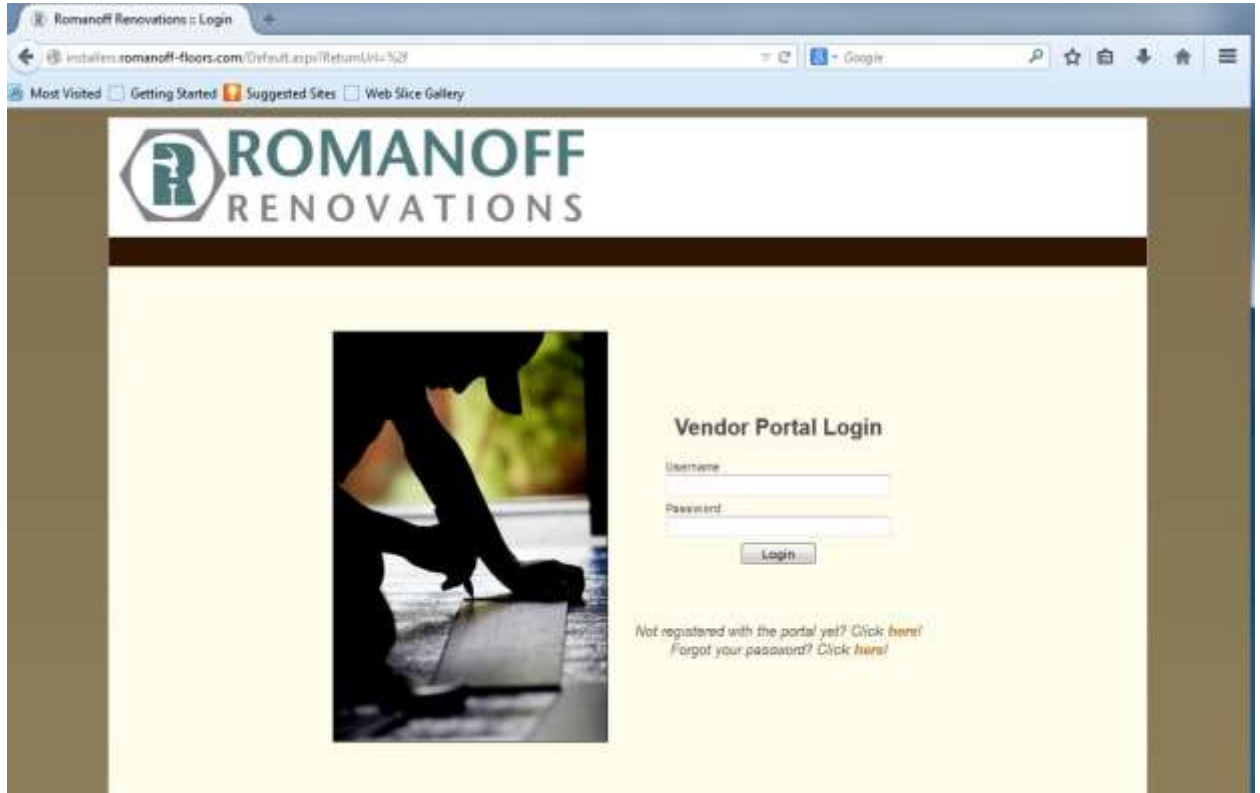 Romanoff Renovations :: Login
installers.romanoff-floors.com/Default.aspx?ReturnUrl=%2f
Google
Most Visited Getting Started Suggested Sites Web Slice Gallery
ROMANOFF
RENOVATIONS
Vendor Portal Login
Username
Password
Login
Not registered with the portal yet? Click here!
Forgot your password? Click here!